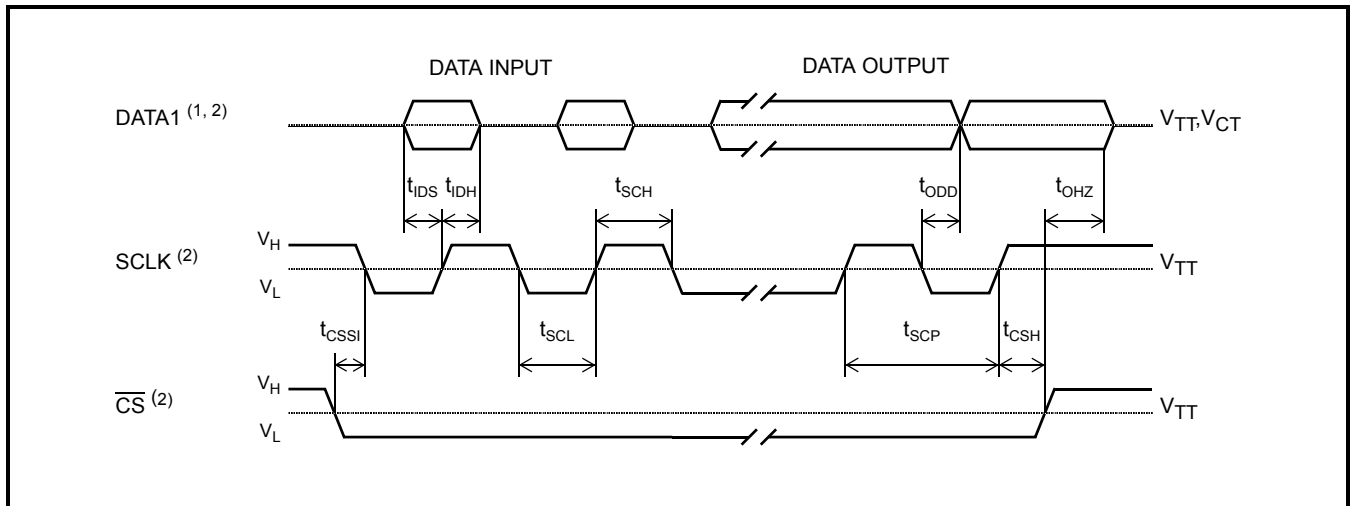 DATA INPUT DATA OUTPUT
DATA1 (1, 2) VTT,VCT
tIDS tIDH tSCH tODD tOHZ
VH
SCLK (2) VTT
VL
tCSSI tSCL tSCP tCSH
VH
CS (2) VTT
VL